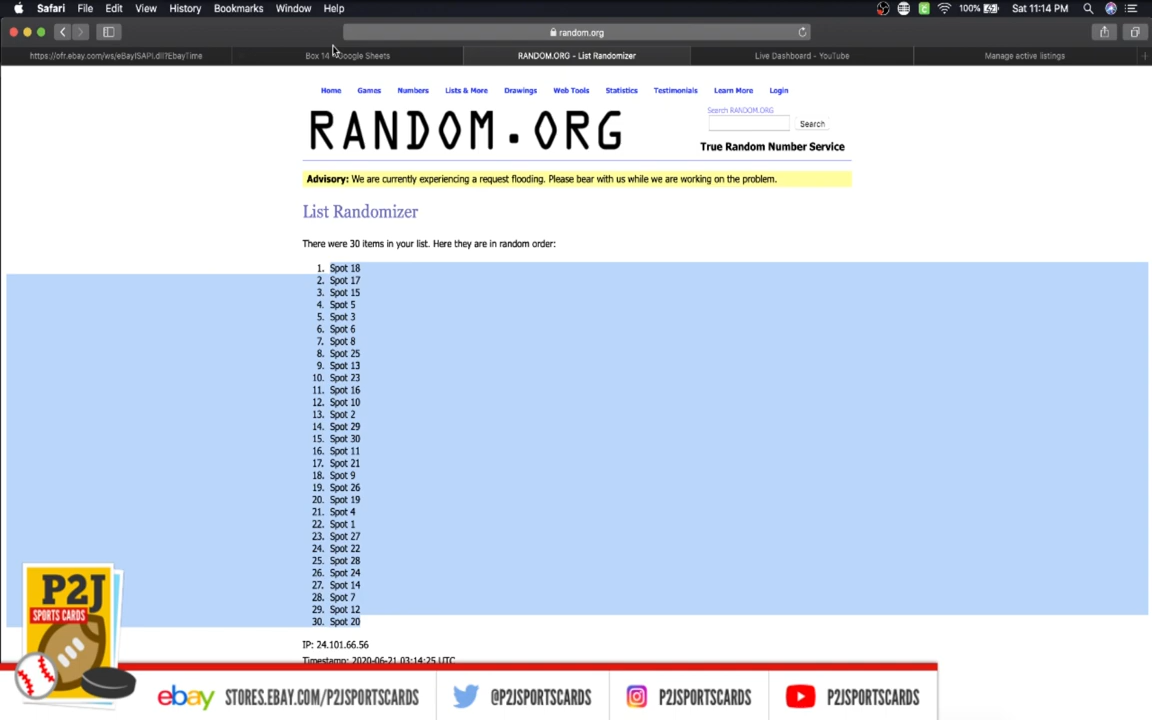 Safari File Edit View History Bookmarks Window Help 100% Sat 11:14 PM
random.org
https://ofr.ebay.com/ws/eBayISAPI.dll?EbayTime Box 14 Google Sheets RANDOM.ORG - List Randomizer Live Dashboard - YouTube Manage active listings
Home Games Numbers Lists & More Drawings Web Tools Statistics Testimonials Learn More Login
Search RANDOM.ORG
RANDOM.ORG
Search
True Random Number Service
Advisory: We are currently experiencing a request flooding. Please bear with us while we are working on the problem.
List Randomizer
There were 30 items in your list. Here they are in random order:
1. Spot 18
2. Spot 17
3. Spot 15
4. Spot 5
5. Spot 3
6. Spot 6
7. Spot 8
8. Spot 25
9. Spot 13
10. Spot 23
11. Spot 16
12. Spot 10
13. Spot 2
14. Spot 29
15. Spot 30
16. Spot 11
17. Spot 21
18. Spot 9
19. Spot 26
20. Spot 19
21. Spot 4
22. Spot 1
23. Spot 27
24. Spot 22
25. Spot 28
26. Spot 24
27. Spot 14
28. Spot 7
29. Spot 12
30. Spot 20
IP: 24.101.66.56
Timestamp: 2020-06-21 03:14:25 UTC
P2J
SPORTS CARDS
ebay STORES.EBAY.COM/P2JSPORTSCARDS @P2JSPORTSCARDS P2JSPORTSCARDS P2JSPORTSCARDS